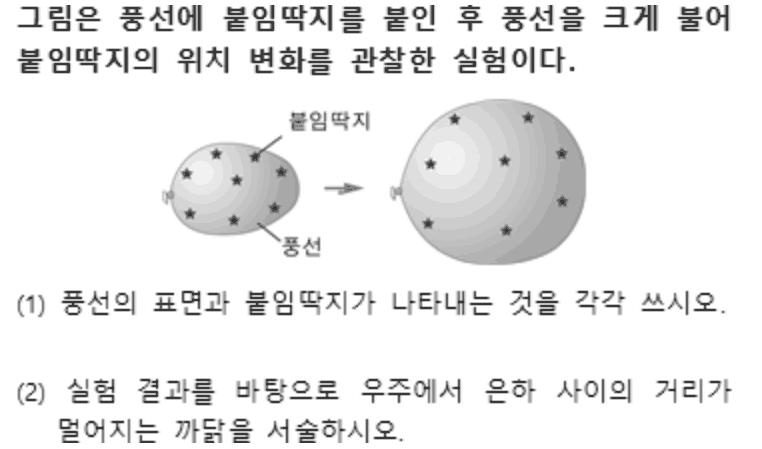 그림은 풍선에 붙임딱지를 붙인 후 풍선을 크게 불어
붙임딱지의 위치 변화를 관찰한 실험이다.
붙임딱지
풍선
(1) 풍선의 표면과 붙임딱지가 나타내는 것을 각각 쓰시오.
(2) 실험 결과를 바탕으로 우주에서 은하 사이의 거리가
멀어지는 까닭을 서술하시오.